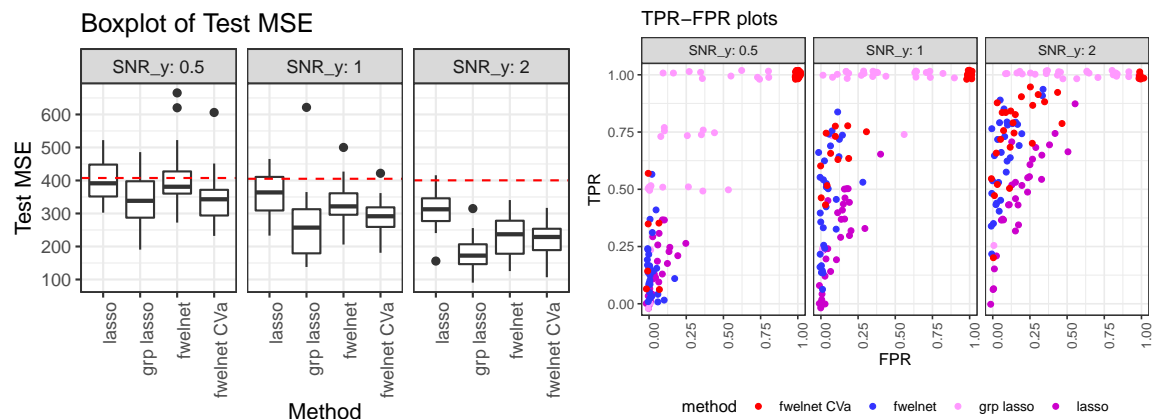 Boxplot of Test MSE
SNR_y: 0.5
SNR_y: 1
SNR_y: 2
Test MSE
600
500
400
300
200
100
lasso
grp lasso
fwelnet
fwelnet CVa
lasso
grp lasso
fwelnet
fwelnet CVa
lasso
grp lasso
fwelnet
fwelnet CVa
Method
TPR−FPR plots
SNR_y: 0.5
SNR_y: 1
SNR_y: 2
TPR
1.00
0.75
0.50
0.25
0.00
0.00
0.25
0.50
0.75
1.00
0.00
0.25
0.50
0.75
1.00
0.00
0.25
0.50
0.75
1.00
FPR
method
fwelnet CVa
fwelnet
grp lasso
lasso